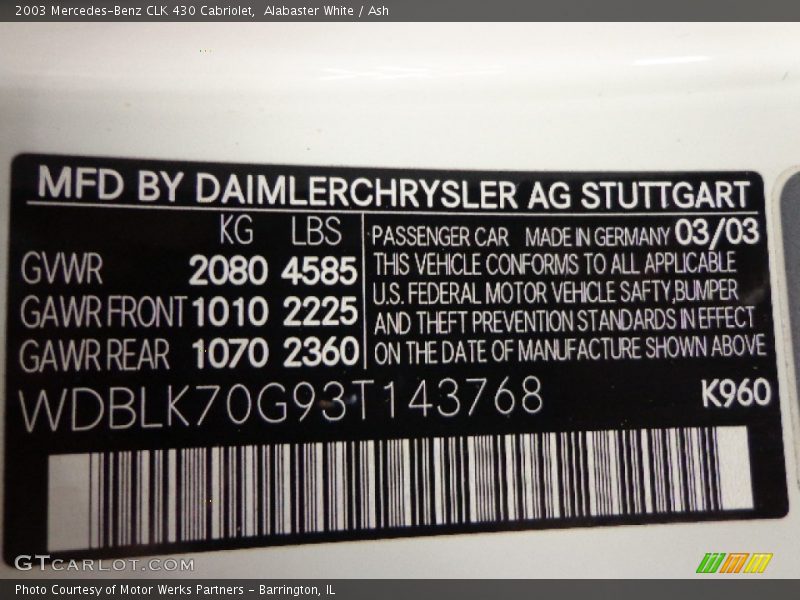 2003 Mercedes-Benz CLK 430 Cabriolet,  Alabaster White / Ash
MFD BY DAIMLERCHRYSLER AG STUTTGART
KG LBS
GVWR 2080 4585
GAWR FRONT 1010 2225
GAWR REAR 1070 2360
PASSENGER CAR MADE IN GERMANY 03/03
THIS VEHICLE CONFORMS TO ALL APPLICABLE
U.S. FEDERAL MOTOR VEHICLE SAFTY,BUMPER
AND THEFT PREVENTION STANDARDS IN EFFECT
ON THE DATE OF MANUFACTURE SHOWN ABOVE
WDBLK70G93T143768 K960
GTCARLOT.COM
Photo Courtesy of Motor Werks Partners - Barrington, IL